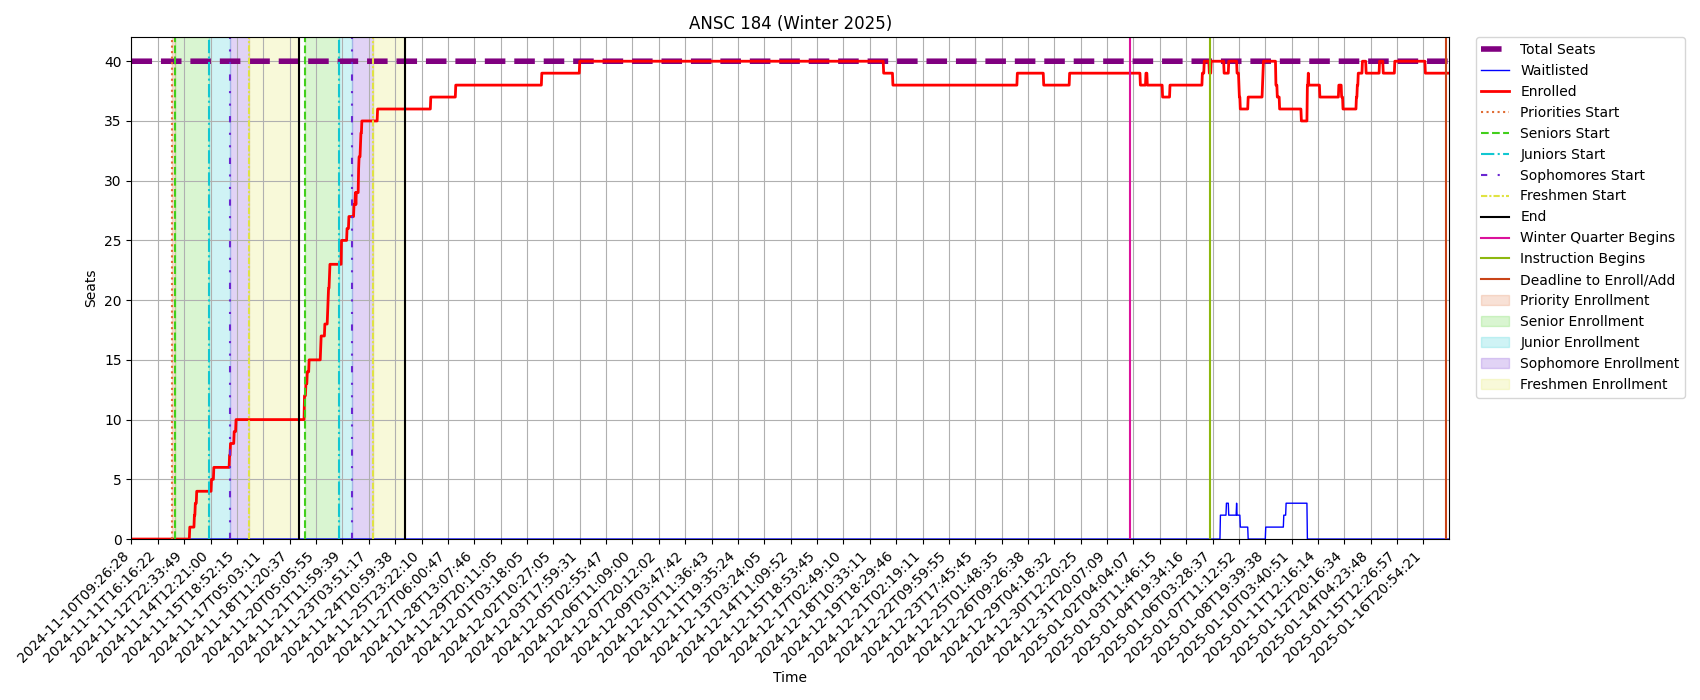 ANSC 184 (Winter 2025)
Seats
40
35
30
25
20
15
10
5
0
2024-11-10T09:26:28
2024-11-11T16:16:22
2024-11-12T22:33:49
2024-11-14T12:21:00
2024-11-15T18:52:15
2024-11-17T05:03:11
2024-11-18T11:20:37
2024-11-20T05:05:53
2024-11-21T11:59:39
2024-11-23T03:51:17
2024-11-24T10:59:38
2024-11-25T23:22:10
2024-11-27T06:00:47
2024-11-28T13:07:46
2024-11-29T20:11:05
2024-12-01T03:18:05
2024-12-02T10:27:05
2024-12-03T17:59:31
2024-12-05T02:55:47
2024-12-06T11:09:00
2024-12-07T20:12:02
2024-12-09T03:47:42
2024-12-10T11:36:43
2024-12-11T19:35:24
2024-12-13T03:24:05
2024-12-14T11:09:52
2024-12-15T18:53:45
2024-12-17T02:49:10
2024-12-18T10:33:11
2024-12-19T18:29:46
2024-12-21T02:19:11
2024-12-22T09:59:55
2024-12-23T17:45:45
2024-12-25T01:48:35
2024-12-26T09:26:38
2024-12-29T04:18:32
2024-12-30T12:20:25
2024-12-31T20:07:09
2025-01-02T04:04:07
2025-01-03T11:46:15
2025-01-04T19:34:16
2025-01-06T03:28:37
2025-01-07T11:12:52
2025-01-08T19:39:38
2025-01-10T03:40:51
2025-01-11T12:16:14
2025-01-12T20:16:34
2025-01-14T04:23:48
2025-01-15T12:26:57
2025-01-16T20:54:21
Time
Total Seats
Waitlisted
Enrolled
Priorities Start
Seniors Start
Juniors Start
Sophomores Start
Freshmen Start
End
Winter Quarter Begins
Instruction Begins
Deadline to Enroll/Add
Priority Enrollment
Senior Enrollment
Junior Enrollment
Sophomore Enrollment
Freshmen Enrollment